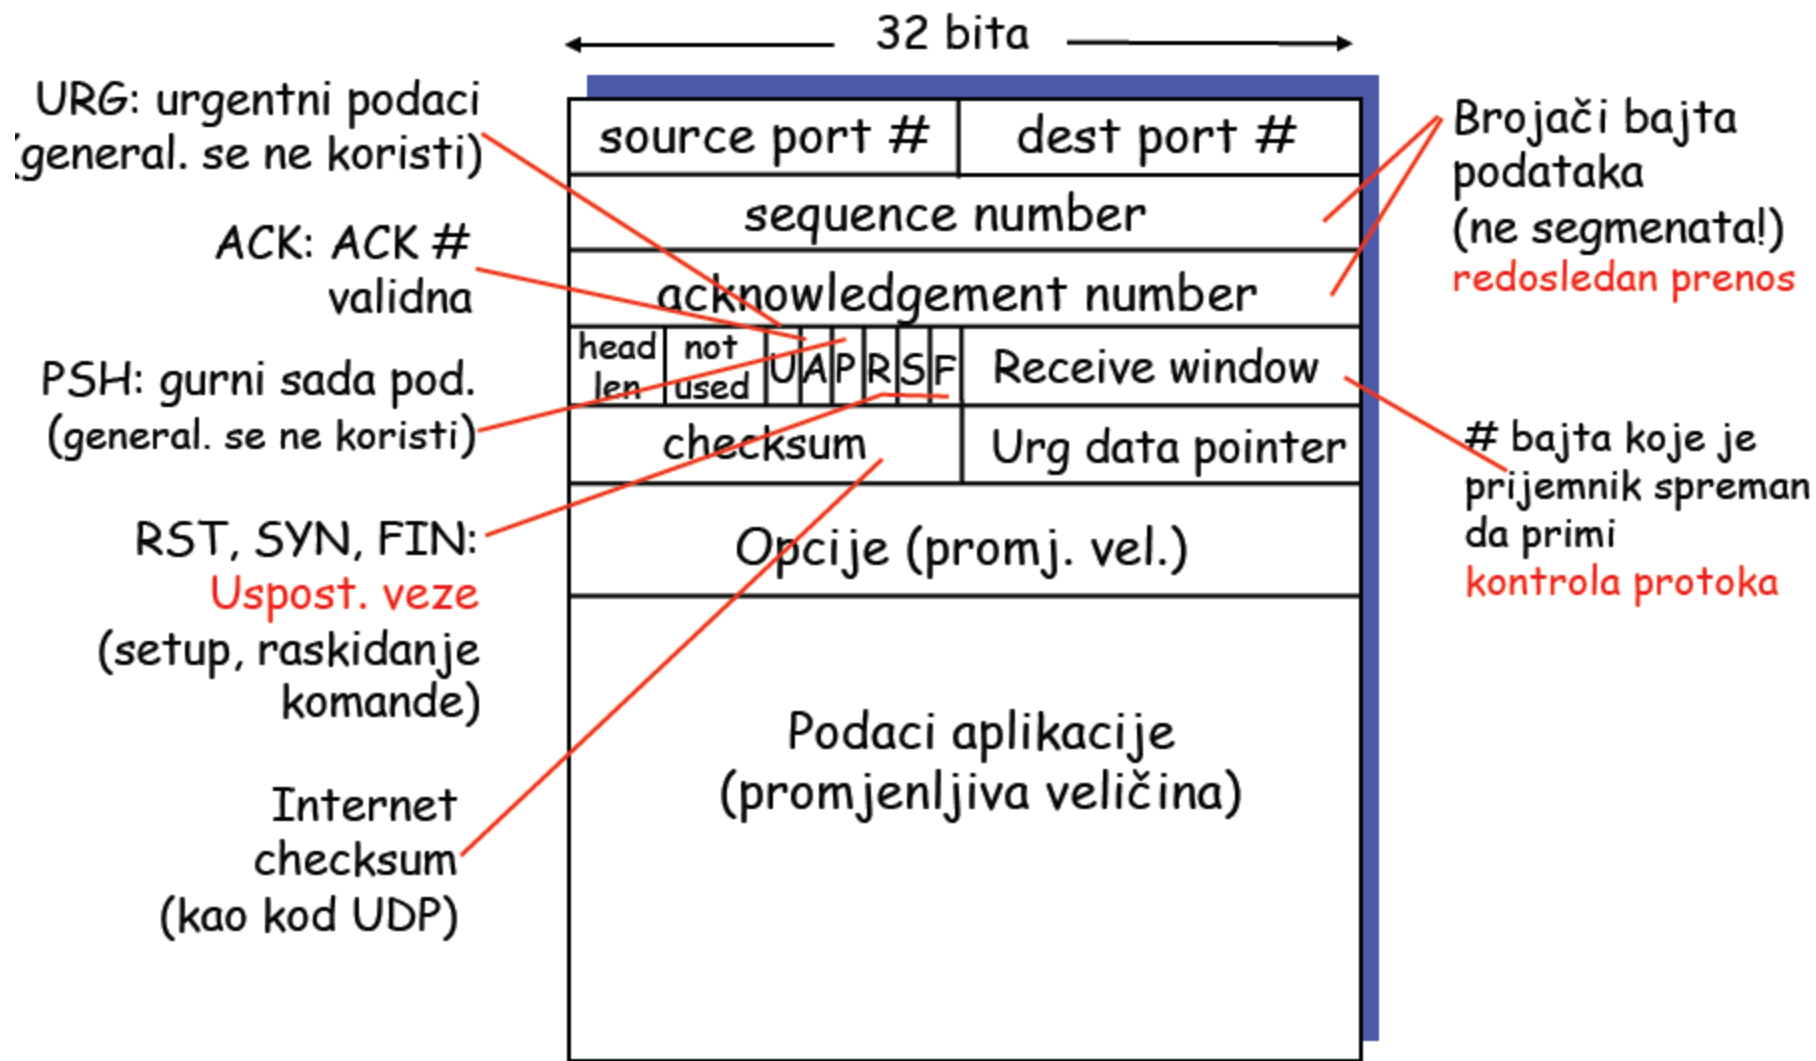 32 bita
URG: urgentni podaci
(general. se ne koristi)
ACK: ACK #
validna
PSH: gurni sada pod.
(general. se ne koristi)
RST, SYN, FIN:
Uspost. veze
(setup, raskidanje
komande)
Internet
checksum
(kao kod UDP)
source port # dest port #
sequence number
acknowledgement number
head not
len used U A P R S F Receive window
checksum Urg data pointer
Opcije (promj. vel.)
Podaci aplikacije
(promjenljiva veličina)
Brojači bajta
podataka
(ne segmenata!)
redosledan prenos
# bajta koje je
prijemnik spreman
da primi
kontrola protoka